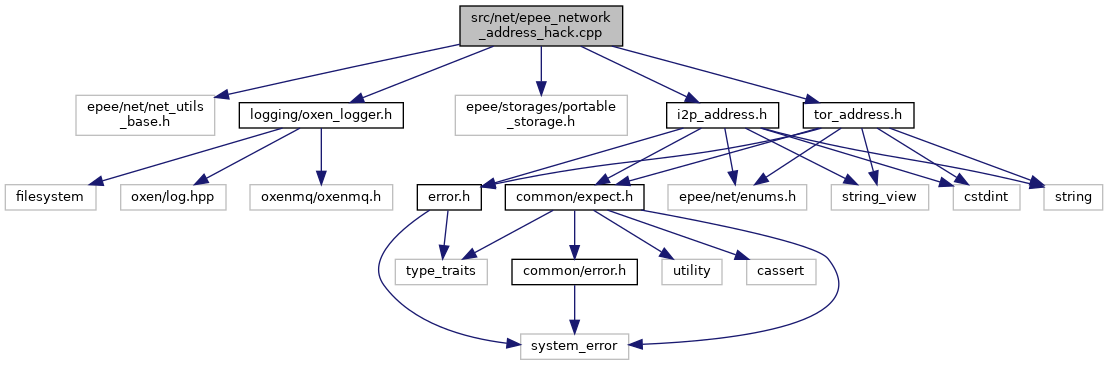 src/net/epee_network
_address_hack.cpp
epee/net/net_utils
_base.h
logging/oxen_logger.h
epee/storages/portable
_storage.h
i2p_address.h
tor_address.h
filesystem
oxen/log.hpp
oxenmq/oxenmq.h
error.h
common/expect.h
epee/net/enums.h
string_view
cstdint
string
type_traits
common/error.h
utility
cassert
system_error